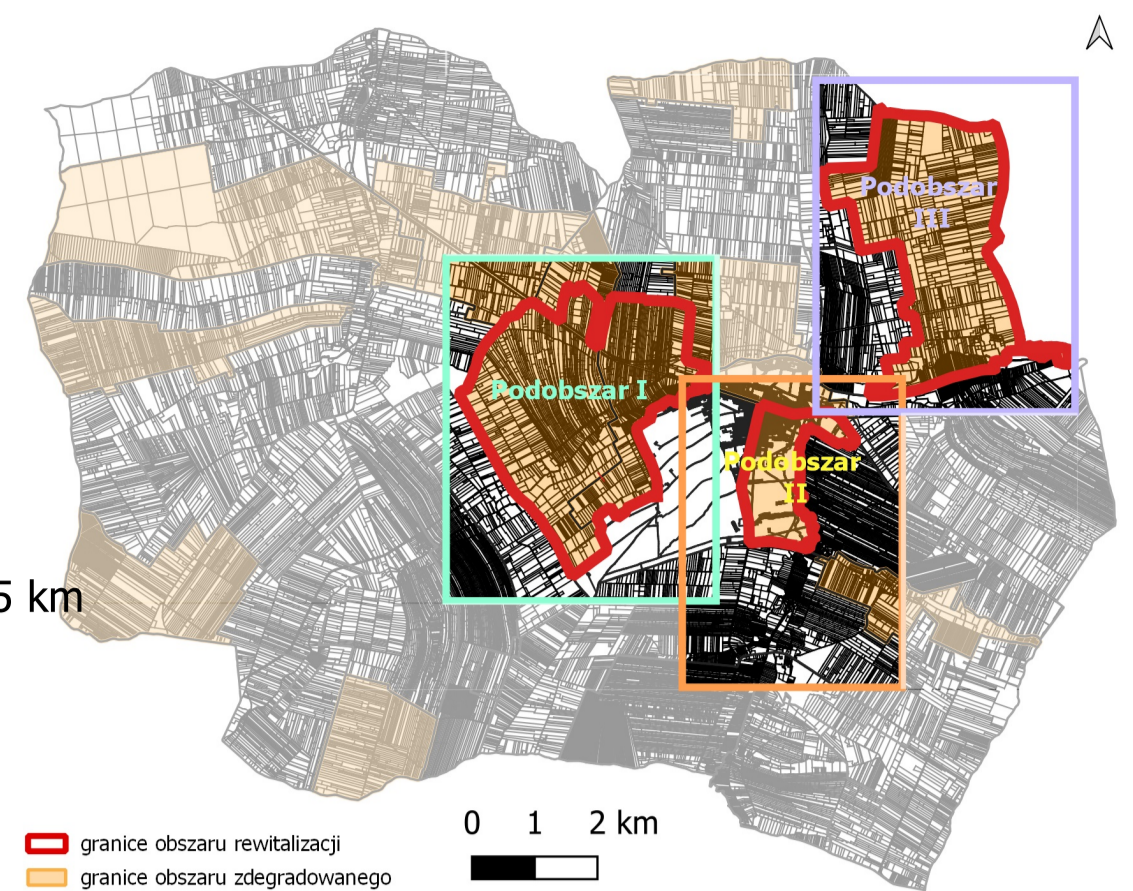 Podobszar
III
Podobszar I
Podobszar
II
5 km
0 1 2 km
granice obszaru rewitalizacji
granice obszaru zdegradowanego